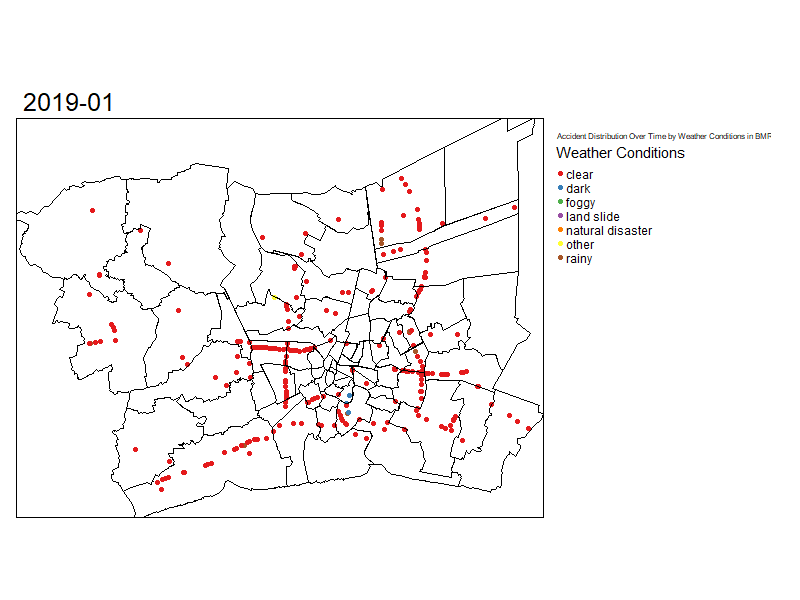 2019-01
Accident Distribution Over Time by Weather Conditions in BMR
Weather Conditions
clear
dark
foggy
land slide
natural disaster
other
rainy